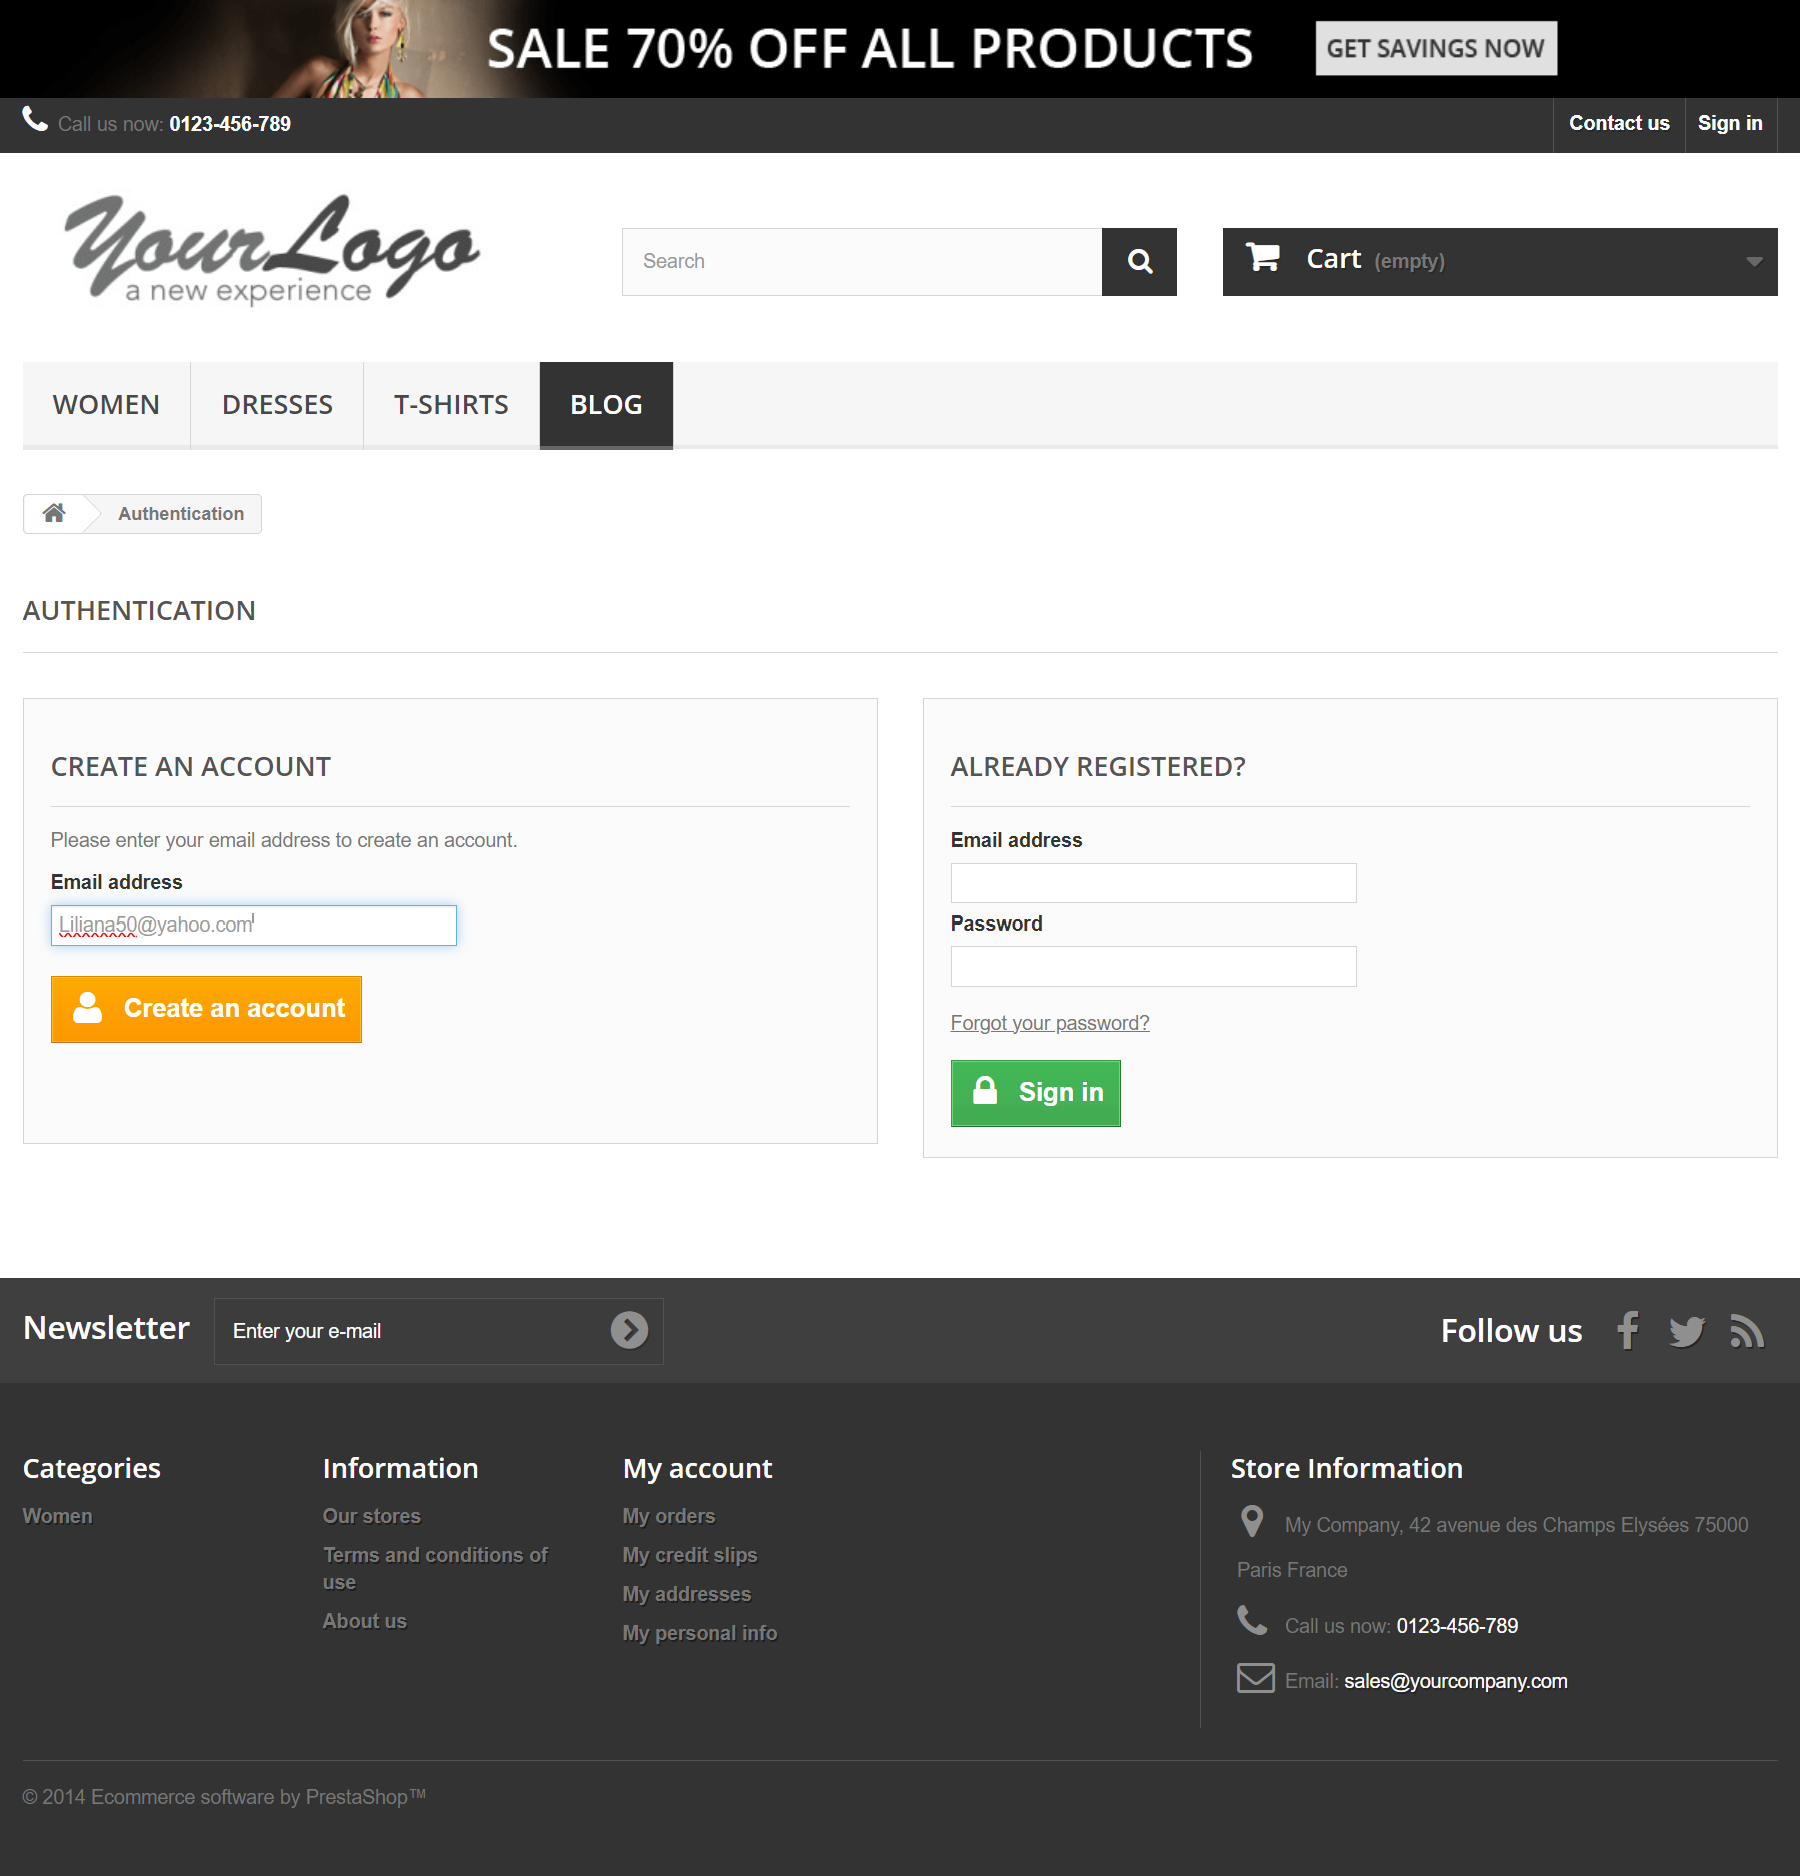 SALE 70% OFF ALL PRODUCTS GET SAVINGS NOW
Call us now: 0123-456-789
Contact us
Sign in
YourLogo
a new experience
Search
Cart (empty)
WOMEN
DRESSES
T-SHIRTS
BLOG
Authentication
AUTHENTICATION
CREATE AN ACCOUNT
Please enter your email address to create an account.
Email address
Liliana50@yahoo.com
Create an account
ALREADY REGISTERED?
Email address
Password
Forgot your password?
Sign in
Newsletter
Enter your e-mail
Follow us
Categories
Women
Information
Our stores
Terms and conditions of
use
About us
My account
My orders
My credit slips
My addresses
My personal info
Store Information
My Company, 42 avenue des Champs Elysées 75000
Paris France
Call us now: 0123-456-789
Email: sales@yourcompany.com
© 2014 Ecommerce software by PrestaShop™